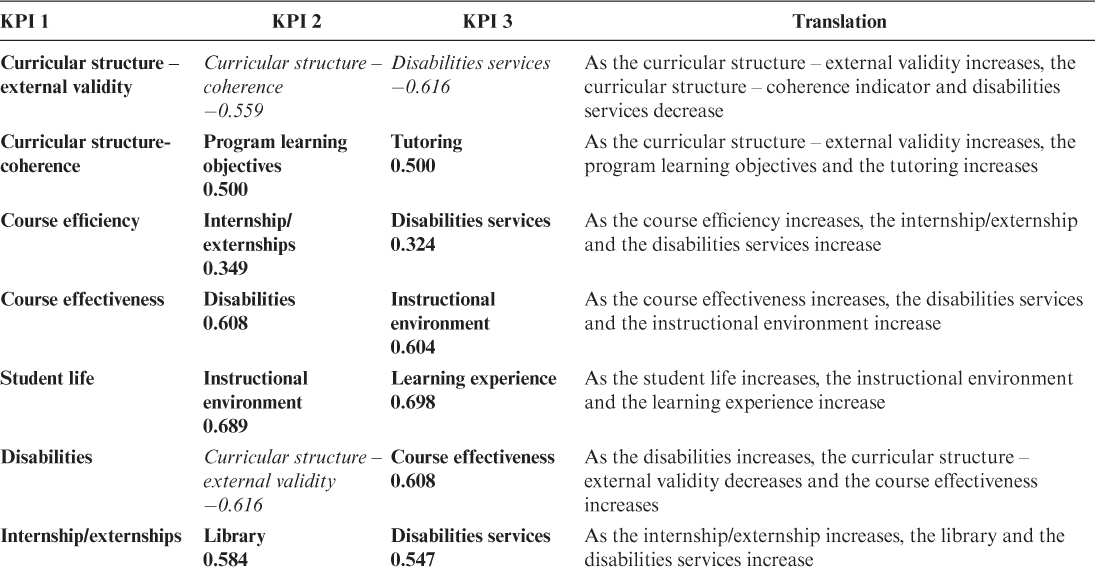 KPI 1 KPI 2 KPI 3 Translation
Curricular structure – external validity
Curricular structure – coherence
−0.559
Disabilities services
−0.616
As the curricular structure – external validity increases, the
curricular structure – coherence indicator and disabilities
services decrease
Curricular structure-
coherence
Program learning
objectives
0.500
Tutoring
0.500
As the curricular structure – external validity increases, the
program learning objectives and the tutoring increases
Course efficiency
Internship/
externships
0.349
Disabilities services
0.324
As the course efficiency increases, the internship/externship
and the disabilities services increase
Course effectiveness
Disabilities
0.608
Instructional
environment
0.604
As the course effectiveness increases, the disabilities services
and the instructional environment increase
Student life
Instructional
environment
0.689
Learning experience
0.698
As the student life increases, the instructional environment
and the learning experience increase
Disabilities
Curricular structure –
external validity
−0.616
Course effectiveness
0.608
As the disabilities increases, the curricular structure –
external validity decreases and the course effectiveness
increases
Internship/externships
Library
0.584
Disabilities services
0.547
As the internship/externship increases, the library and the
disabilities services increase